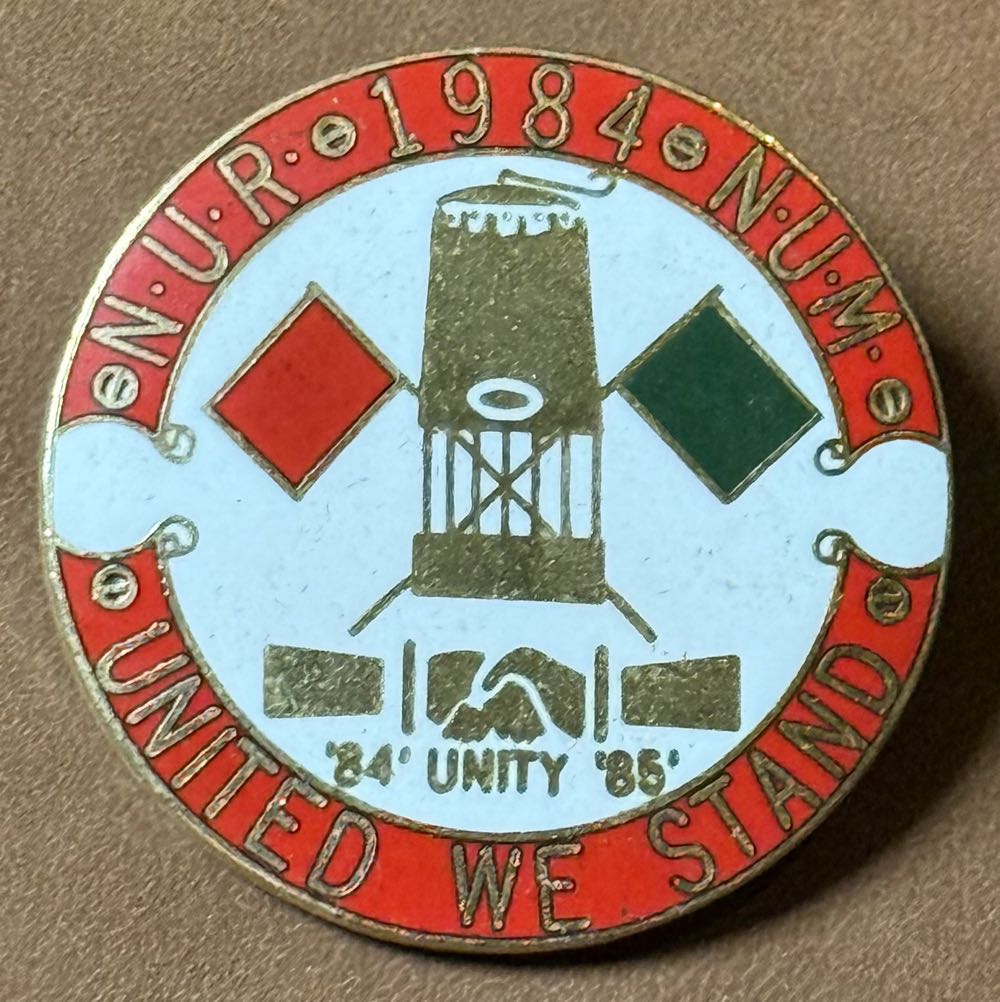 N·U·R· 1984 N·U·M·
'84' UNITY '85'
UNITED WE STAND